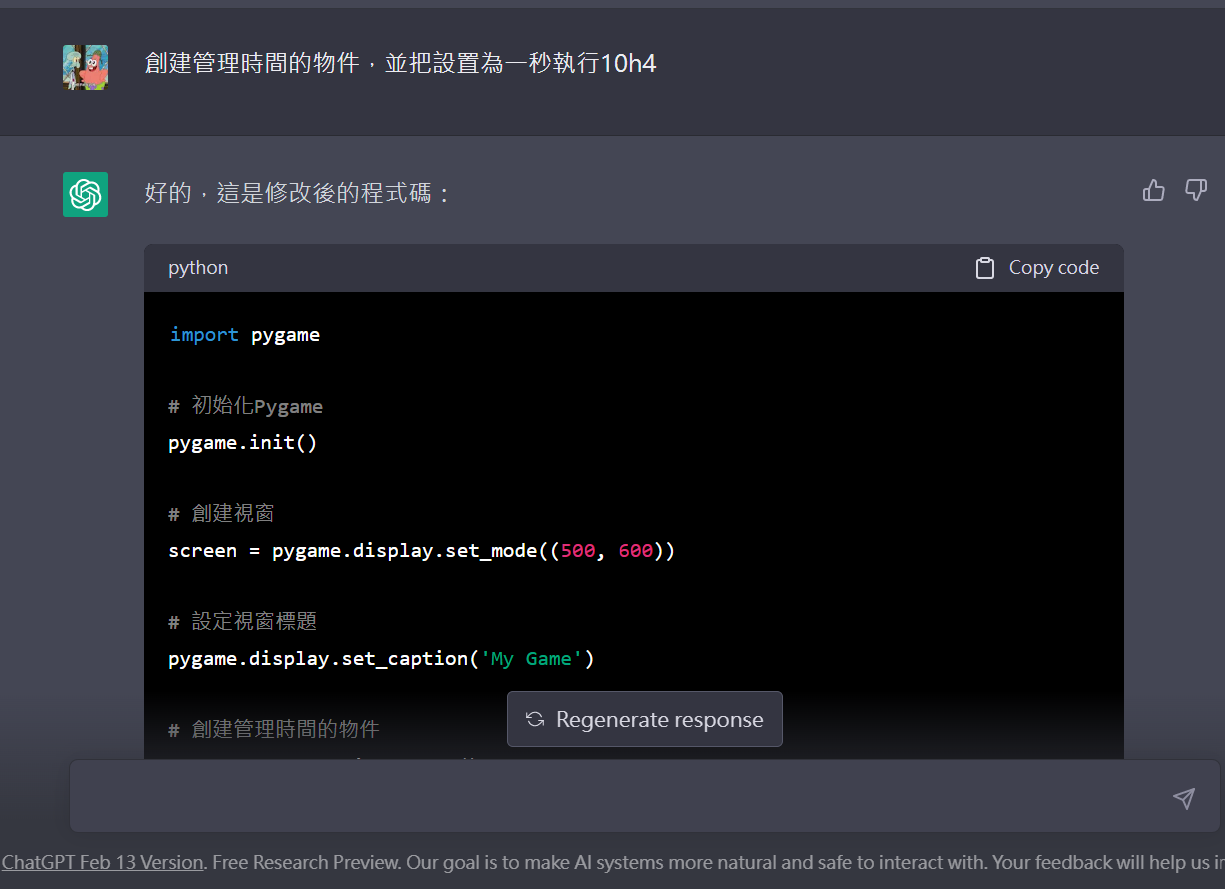 創建管理時間的物件，並把設置為一秒執行10h4
好的，這是修改後的程式碼：
python
Copy code
import pygame
# 初始化Pygame
pygame.init()
# 創建視窗
screen = pygame.display.set_mode((500, 600))
# 設定視窗標題
pygame.display.set_caption('My Game')
# 創建管理時間的物件
Regenerate response
ChatGPT Feb 13 Version. Free Research Preview. Our goal is to make AI systems more natural and safe to interact with. Your feedback will help us